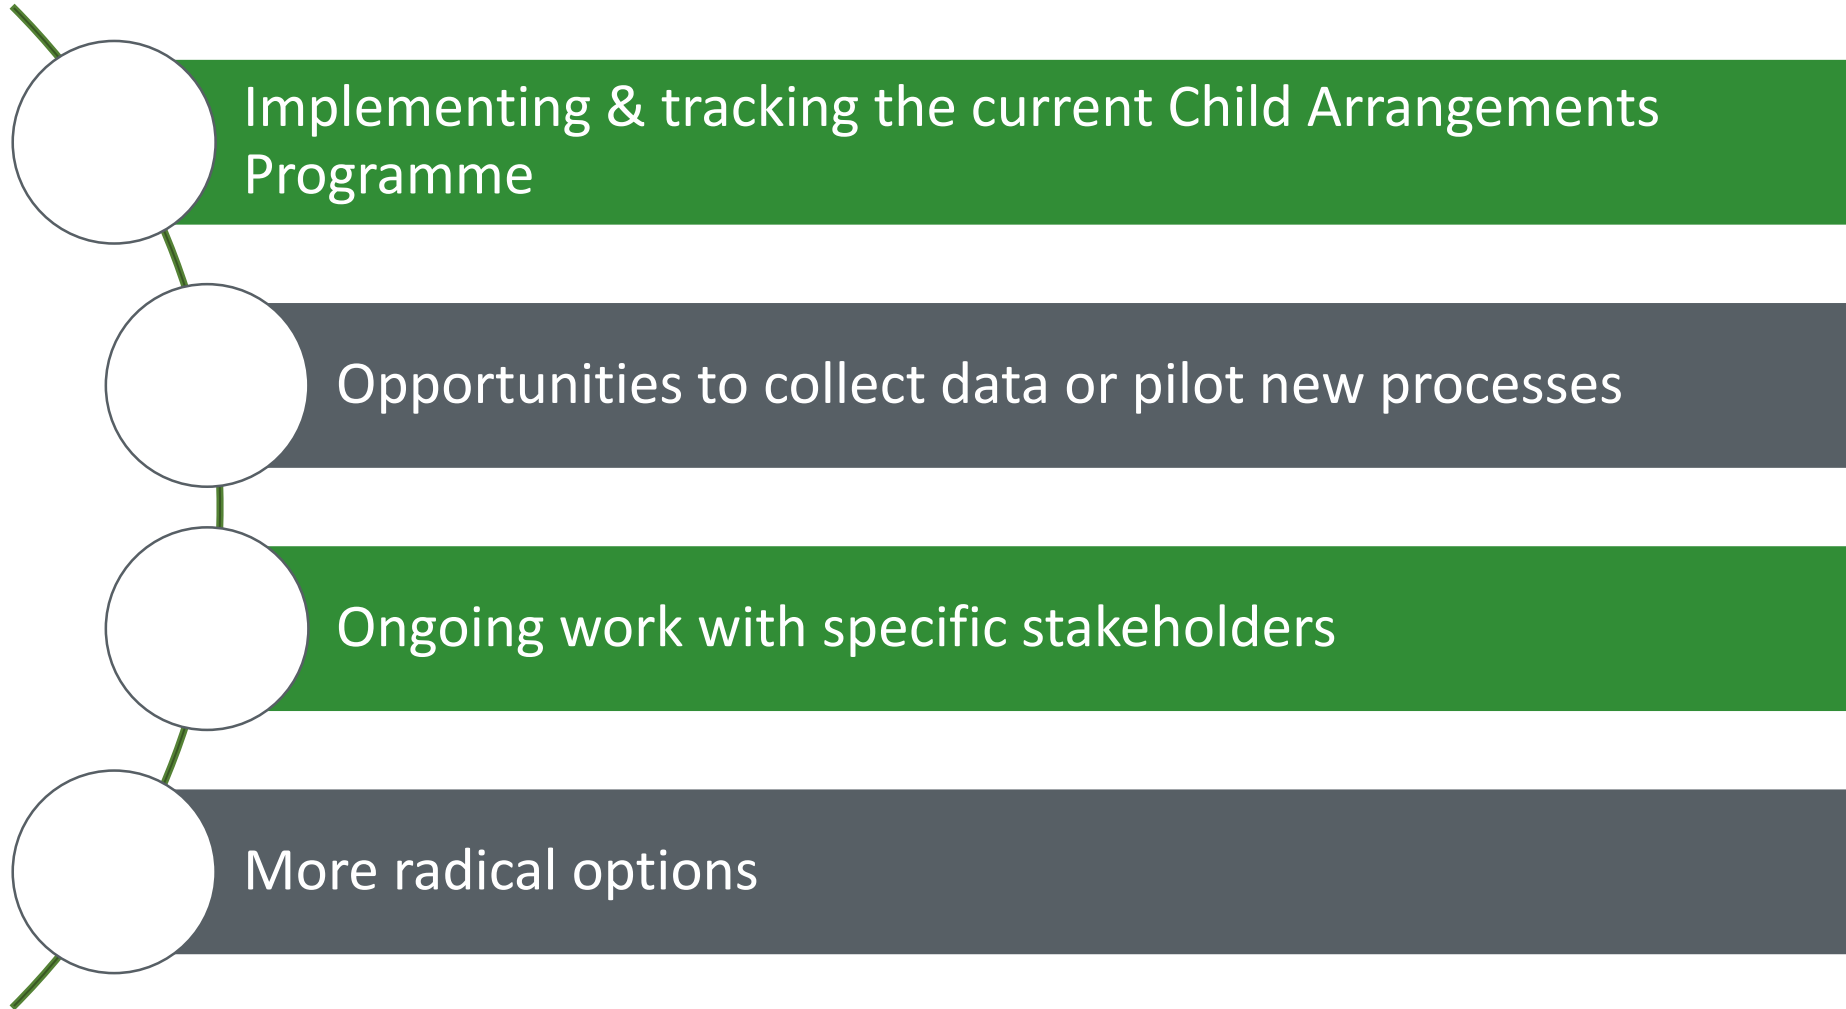 Implementing & tracking the current Child Arrangements
Programme
Opportunities to collect data or pilot new processes
Ongoing work with specific stakeholders
More radical options